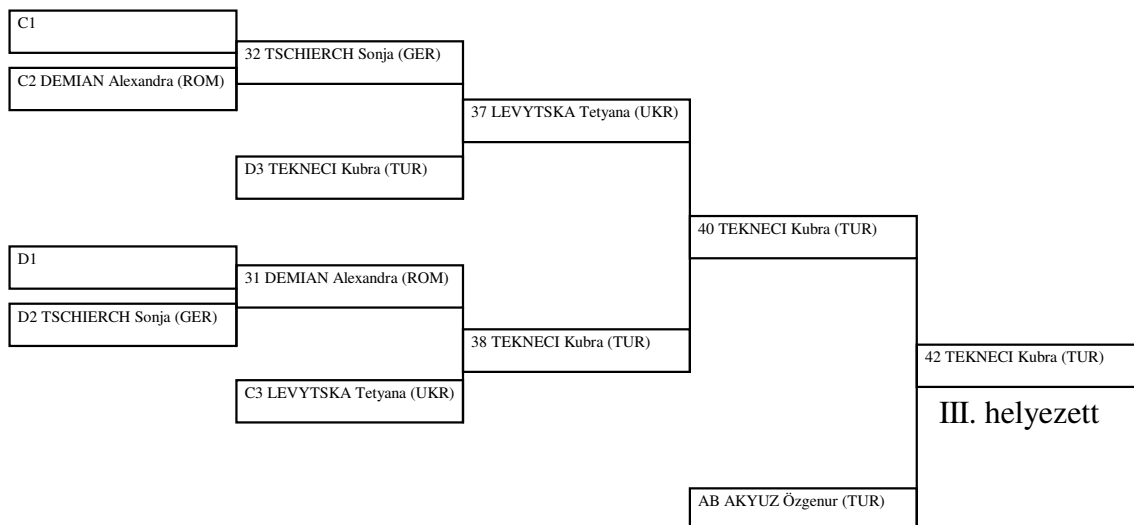 C1
32 TSCHIERCH Sonja (GER)
C2 DEMIAN Alexandra (ROM)
37 LEVYTSKA Tetyana (UKR)
D3 TEKNECI Kubra (TUR)
40 TEKNECI Kubra (TUR)
D1
31 DEMIAN Alexandra (ROM)
D2 TSCHIERCH Sonja (GER)
38 TEKNECI Kubra (TUR)
42 TEKNECI Kubra (TUR)
C3 LEVYTSKA Tetyana (UKR)
III. helyezett
AB AKYUZ Özgenur (TUR)